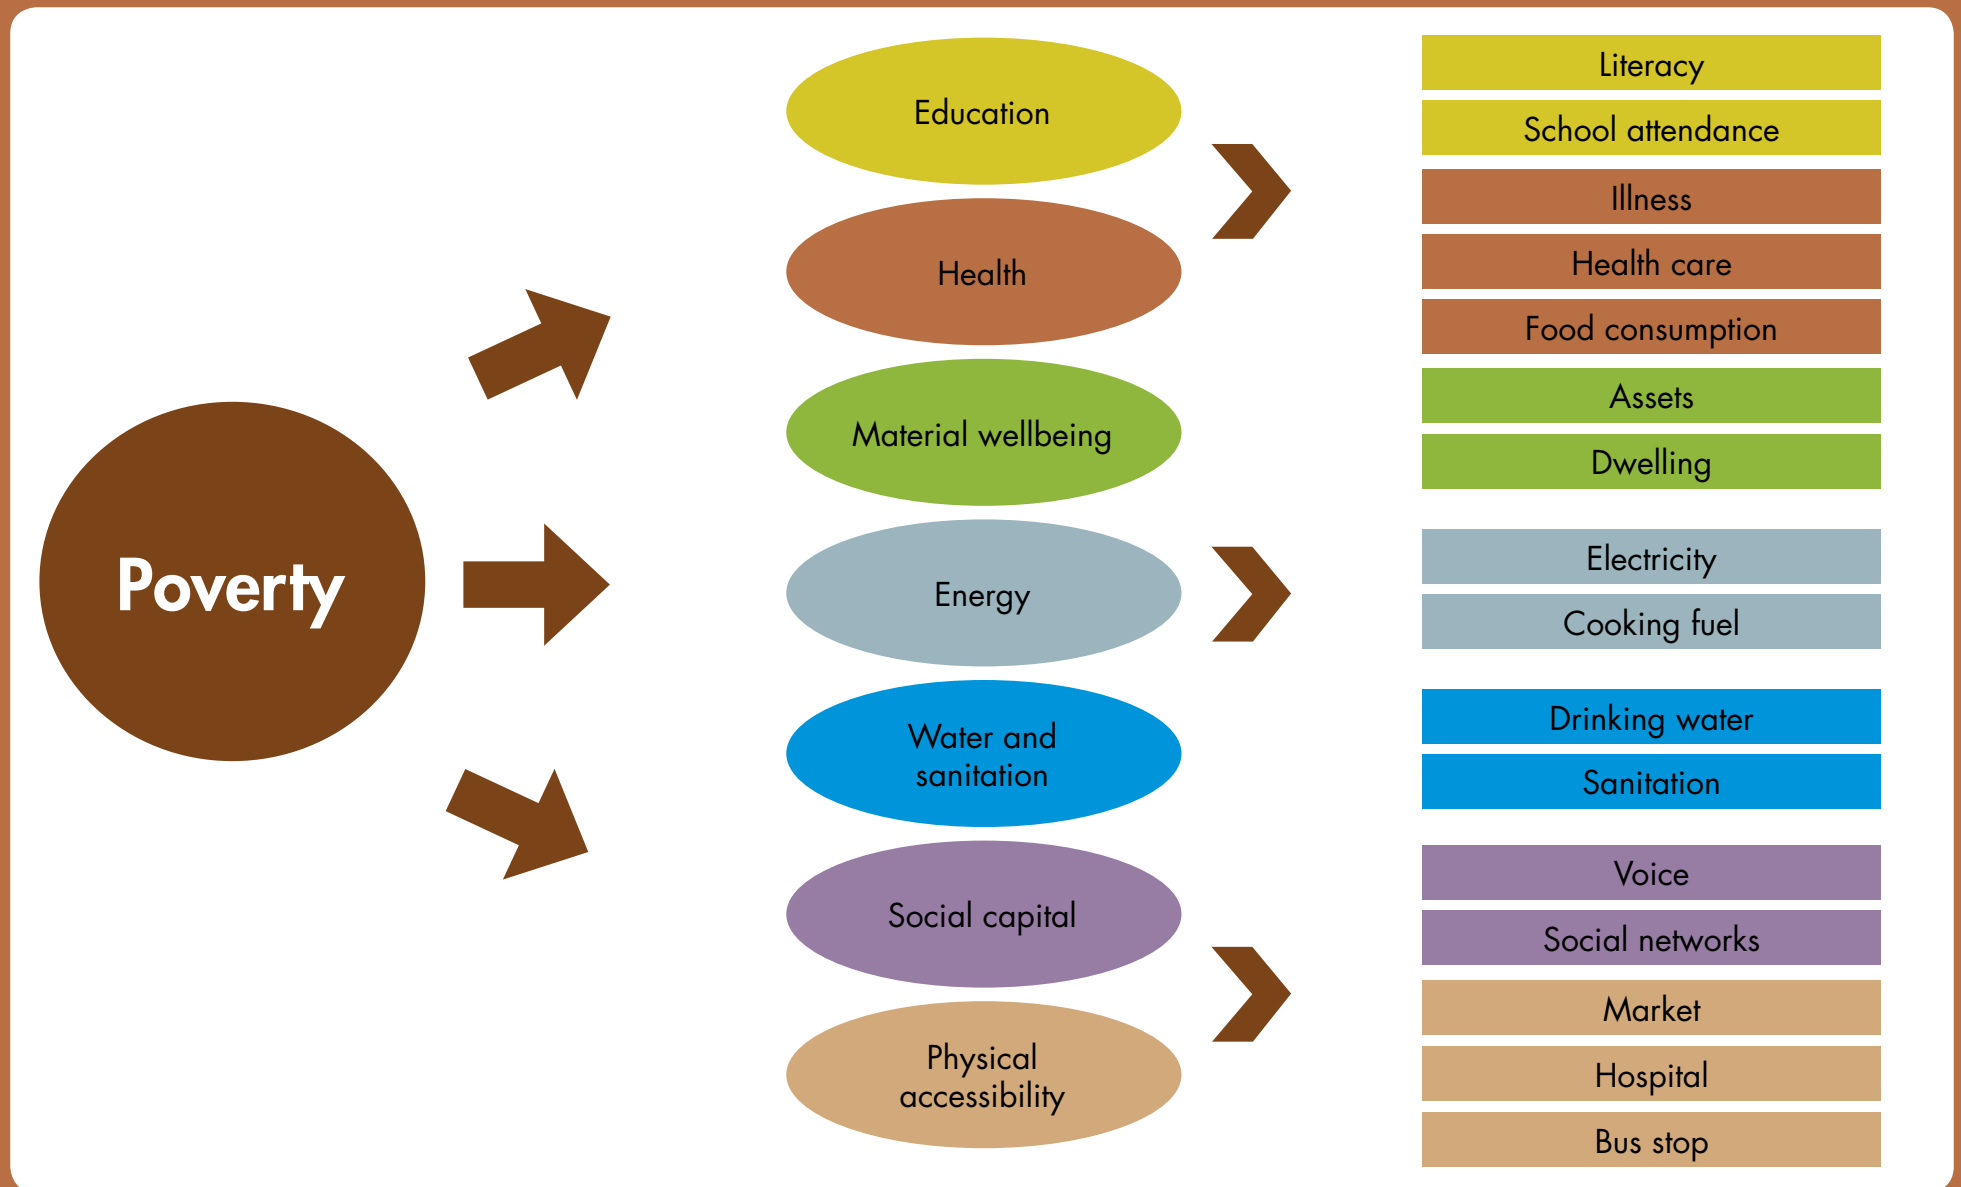 Poverty
Education
Health
Material wellbeing
Energy
Water and
sanitation
Social capital
Physical
accessibility
Literacy
School attendance
Illness
Health care
Food consumption
Assets
Dwelling
Electricity
Cooking fuel
Drinking water
Sanitation
Voice
Social networks
Market
Hospital
Bus stop